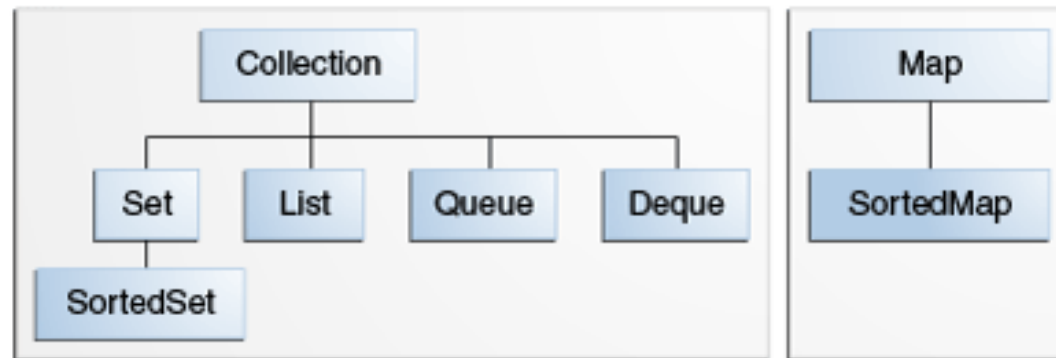 Collection
Map
Set
List
Queue
Deque
SortedMap
SortedSet